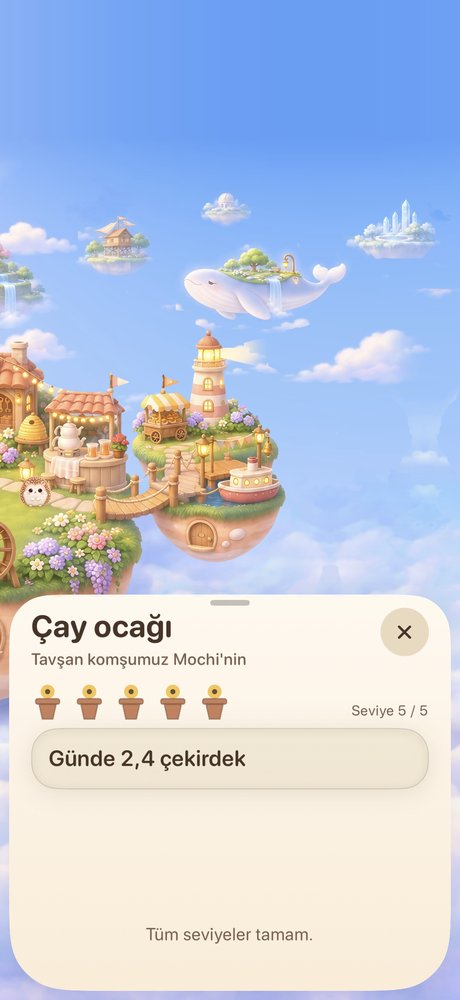 Çay ocağı
Tavşan komşumuz Mochi'nin
Seviye 5 / 5
Günde 2,4 çekirdek
Tüm seviyeler tamam.